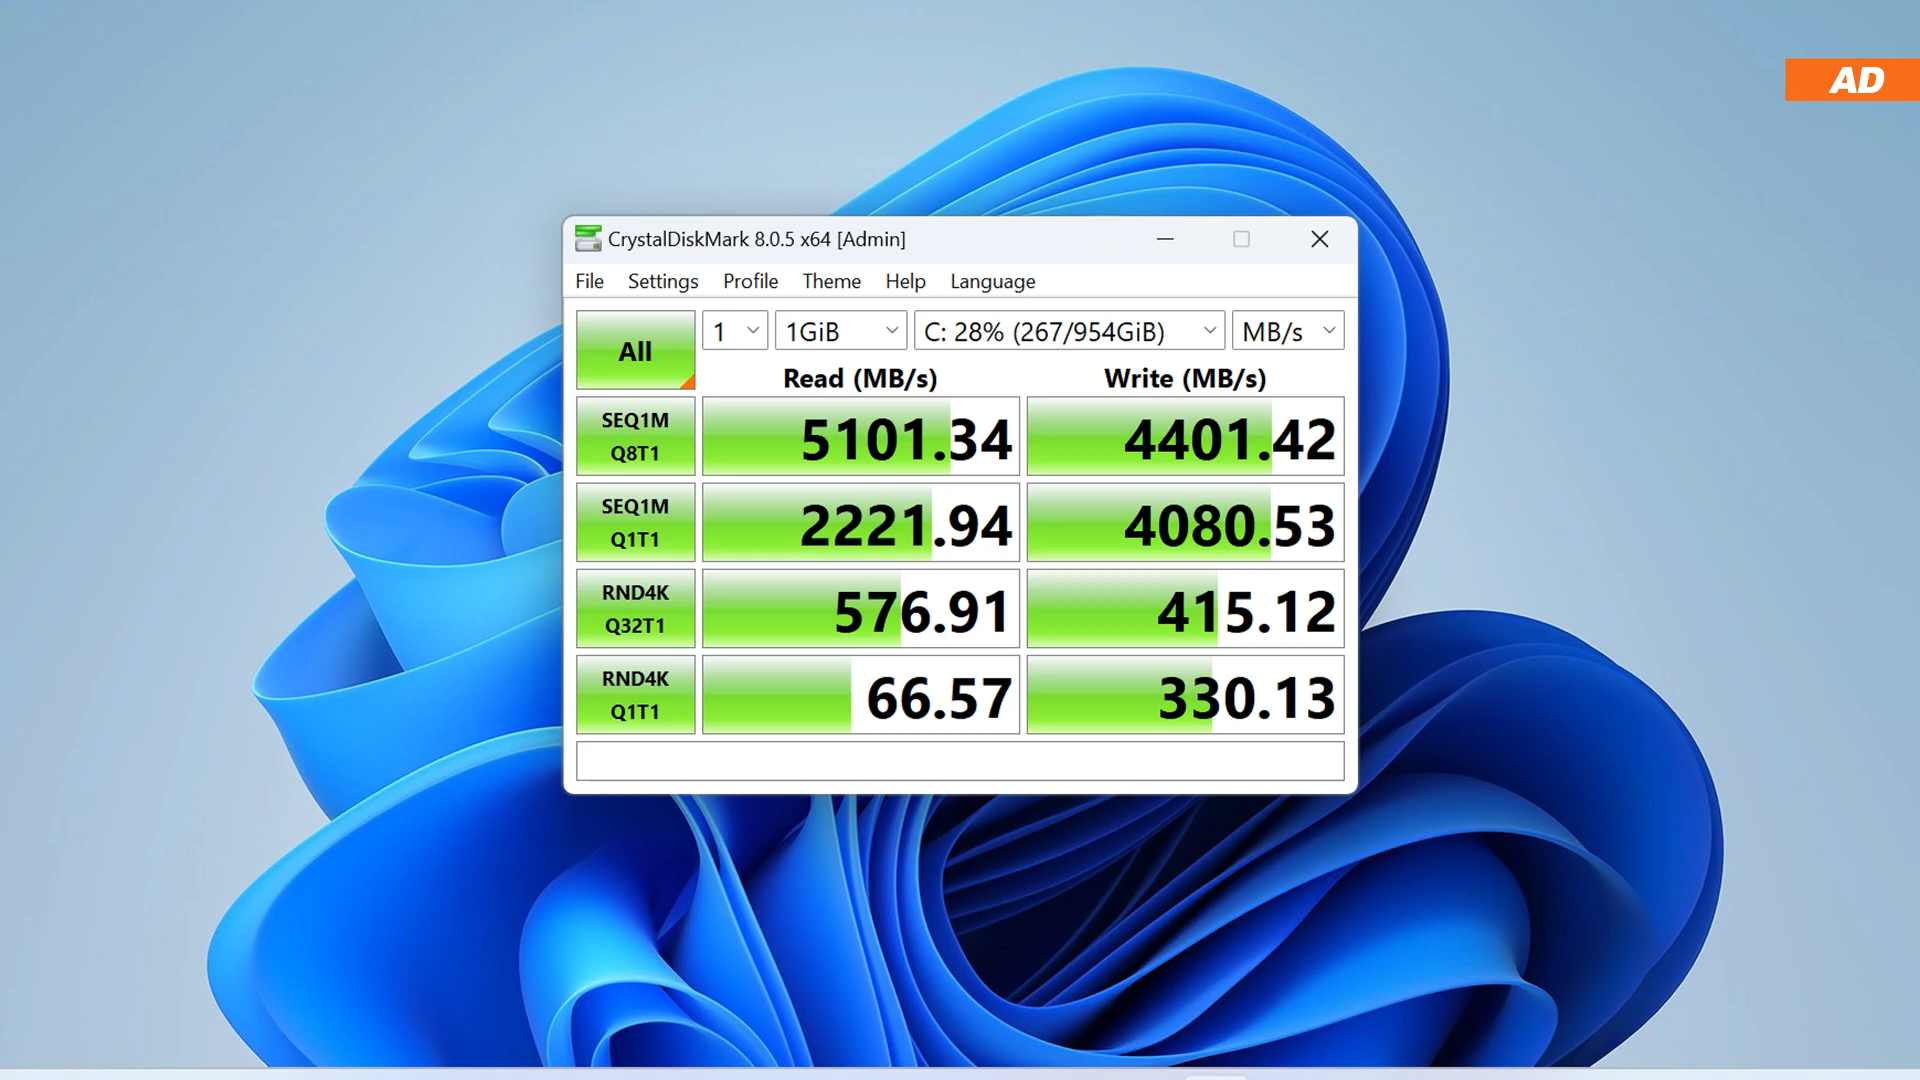 AD
CrystalDiskMark 8.0.5 x64 [Admin]
File Settings Profile Theme Help Language
All 1 1GiB C: 28% (267/954GiB) MB/s
Read (MB/s) Write (MB/s)
SEQ1M
Q8T1 5101.34 4401.42
SEQ1M
Q1T1 2221.94 4080.53
RND4K
Q32T1 576.91 415.12
RND4K
Q1T1 66.57 330.13